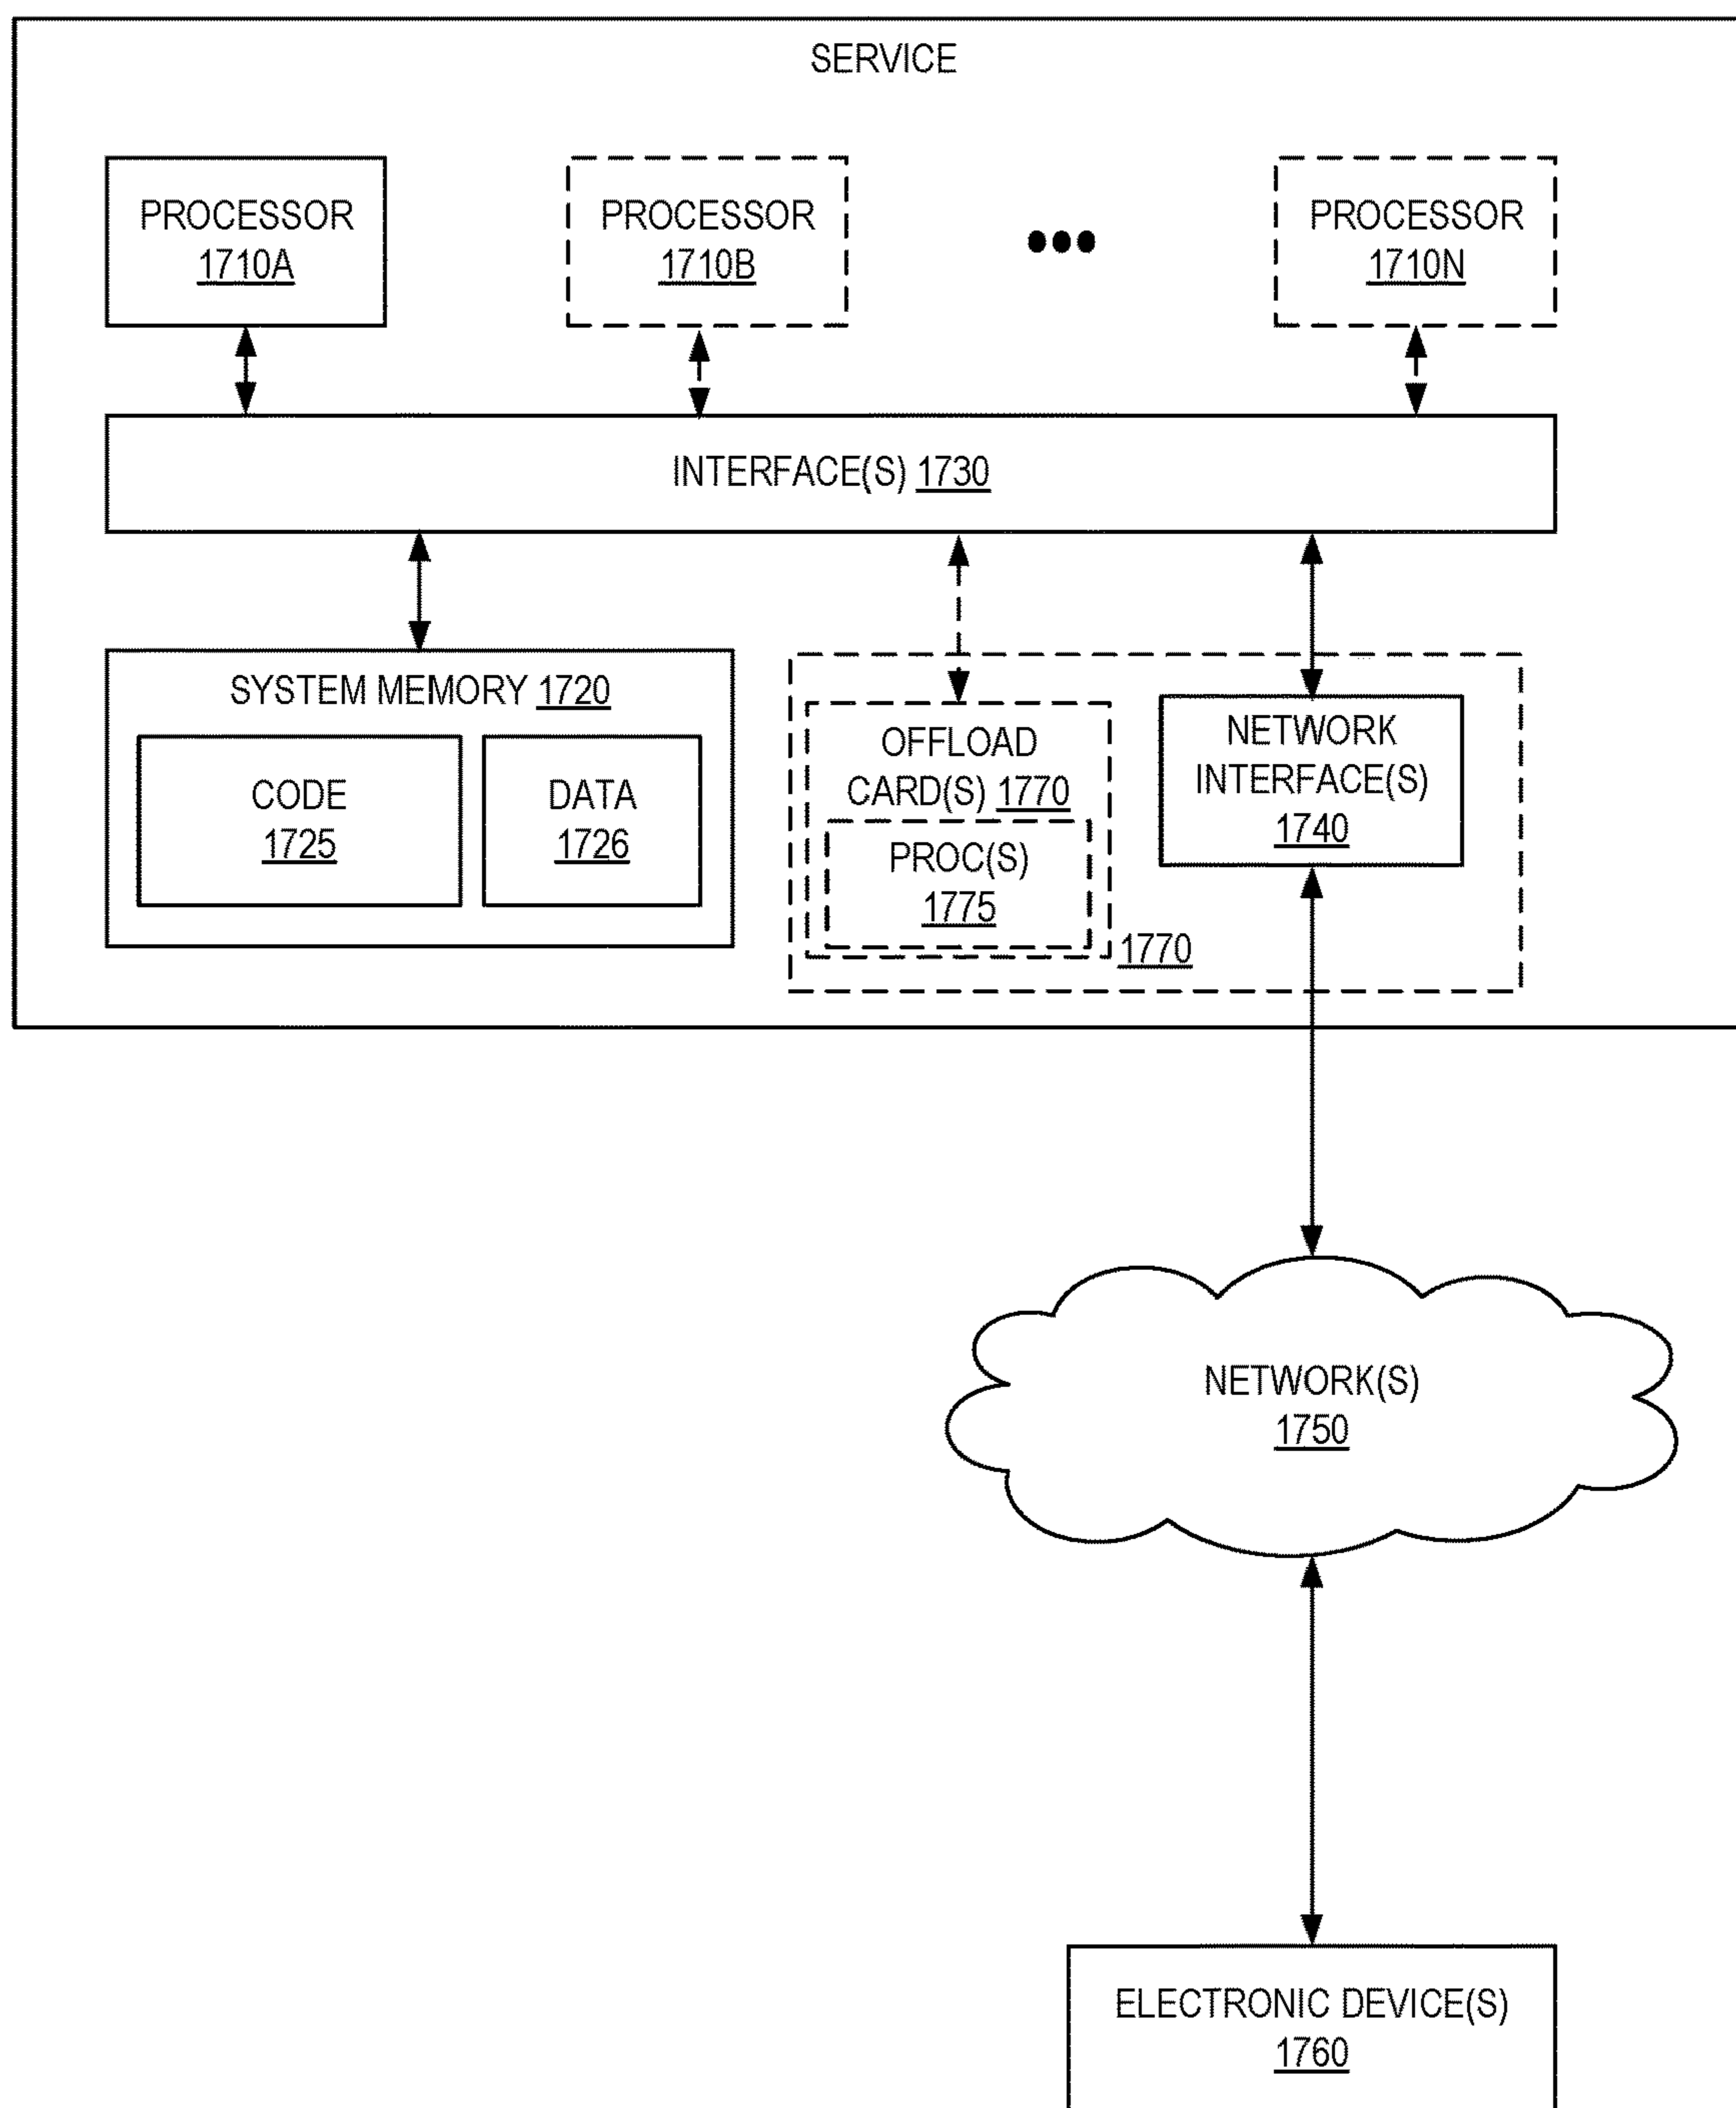 SERVICE
PROCESSOR
1710A
PROCESSOR
1710B
PROCESSOR
1710N
INTERFACE(S) 1730
SYSTEM MEMORY 1720
CODE
1725
DATA
1726
OFFLOAD
CARD(S) 1770
PROC(S)
1775
1770
NETWORK
INTERFACE(S)
1740
NETWORK(S)
1750
ELECTRONIC DEVICE(S)
1760